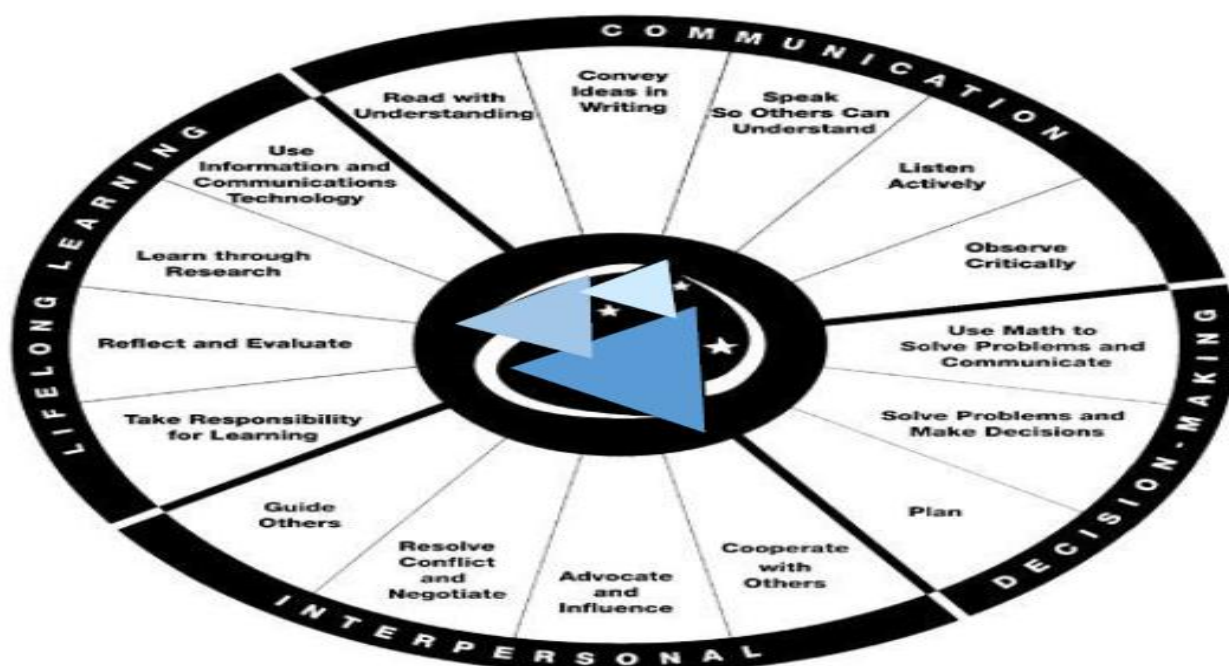 COMMUNICATION
Read with
Understanding
Convey
Ideas in
Writing
Speak
So Others Can
Understand
Listen
Actively
Observe
Critically
DECISION-MAKING
Use Math to
Solve Problems and
Communicate
Solve Problems and
Make Decisions
Plan
INTERPERSONAL
Cooperate
with
Others
Advocate
and
Influence
Resolve
Conflict
and
Negotiate
Guide
Others
LIFELONG LEARNING
Take Responsibility
for Learning
Reflect and Evaluate
Learn through
Research
Use
Information and
Communications
Technology